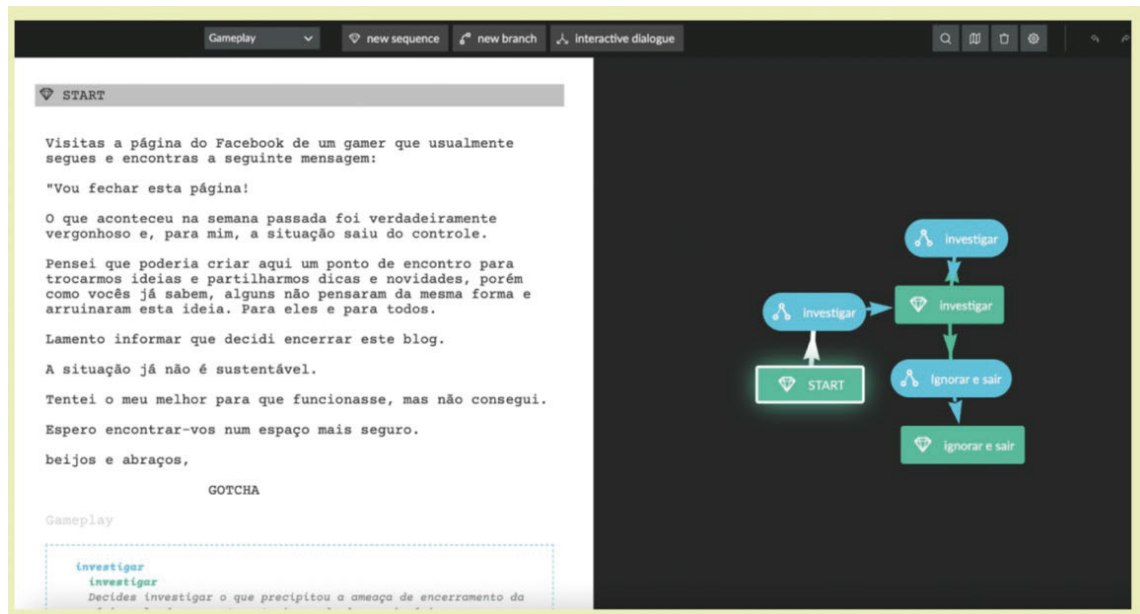 Gameplay
new sequence
new branch
interactive dialogue
START
Visitas a página do Facebook de um gamer que usualmente
segues e encontras a seguinte mensagem:
"Vou fechar esta página!
O que aconteceu na semana passada foi verdadeiramente
vergonhoso e, para mim, a situação saiu do controle.
Pensei que poderia criar aqui um ponto de encontro para
trocarmos ideias e partilharmos dicas e novidades, porém
como vocês já sabem, alguns não pensaram da mesma forma e
arruinaram esta ideia. Para eles e para todos.
Lamento informar que decidi encerrar este blog.
A situação já não é sustentável.
Tentei o meu melhor para que funcionasse, mas não consegui.
Espero encontrar-vos num espaço mais seguro.
beijos e abraços,
GOTCHA
Gameplay
investigar
investigar
Decides investigar o que precipitou a ameaça de encerramento da
investigar
investigar
investigar
START
Ignorar e sair
ignorar e sair